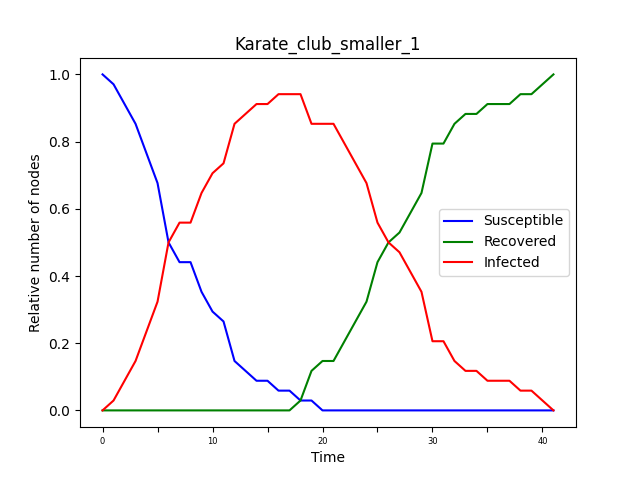 Karate_club_smaller_1
1.0
0.8
0.6
0.4
0.2
0.0
Relative number of nodes
Susceptible
Recovered
Infected
0 10 20 30 40
Time